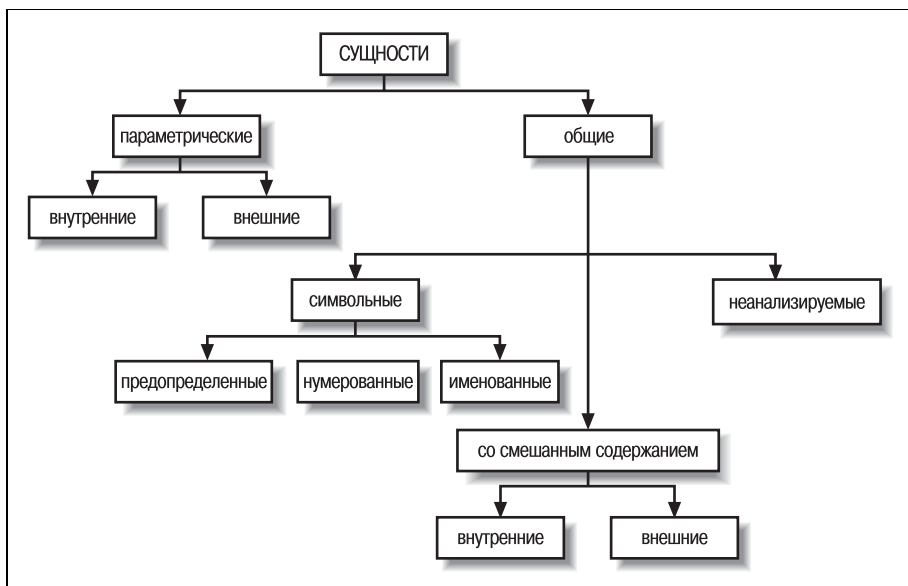 СУЩНОСТИ
параметрические
общие
внутренние
внешние
символьные
неанализируемые
предопределенные
нумерованные
именованные
со смешанным содержанием
внутренние
внешние